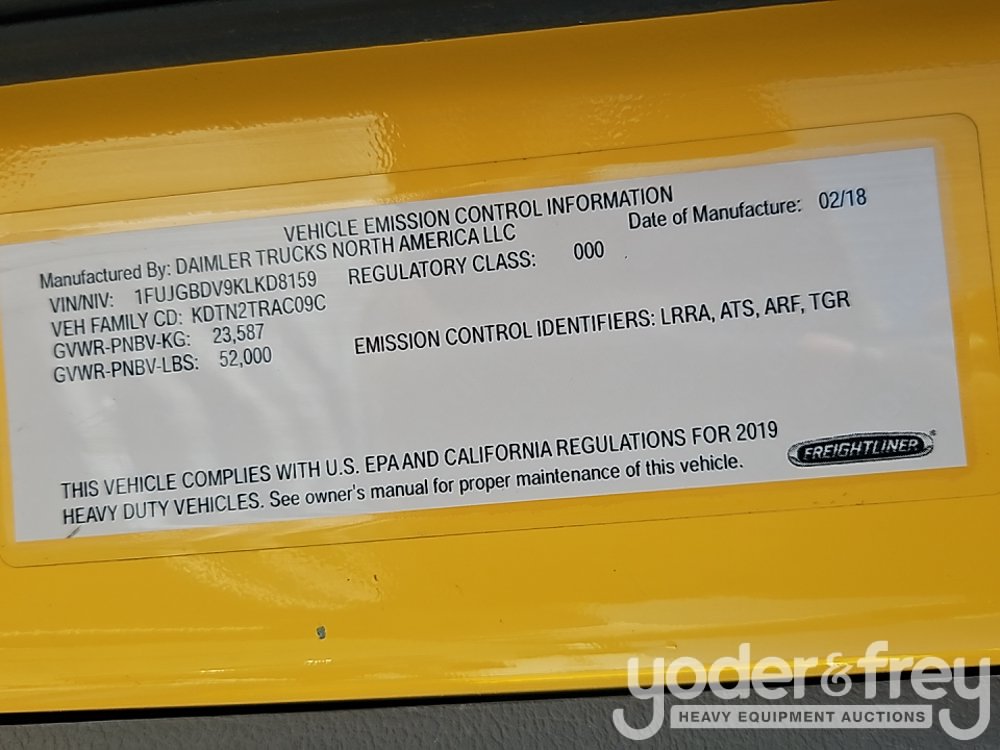 VEHICLE EMISSION CONTROL INFORMATION
Manufactured By: DAIMLER TRUCKS NORTH AMERICA LLC Date of Manufacture: 02/18
VIN/NIV: 1FUJGBDV9KLKD8159 REGULATORY CLASS: 000
VEH FAMILY CD: KDTN2TRAC09C
GVWR-PNBV-KG: 23,587 EMISSION CONTROL IDENTIFIERS: LRRA, ATS, ARF, TGR
GVWR-PNBV-LBS: 52,000
THIS VEHICLE COMPLIES WITH U.S. EPA AND CALIFORNIA REGULATIONS FOR 2019
HEAVY DUTY VEHICLES. See owner's manual for proper maintenance of this vehicle.
FREIGHTLINER®
yoder&frey
HEAVY EQUIPMENT AUCTIONS